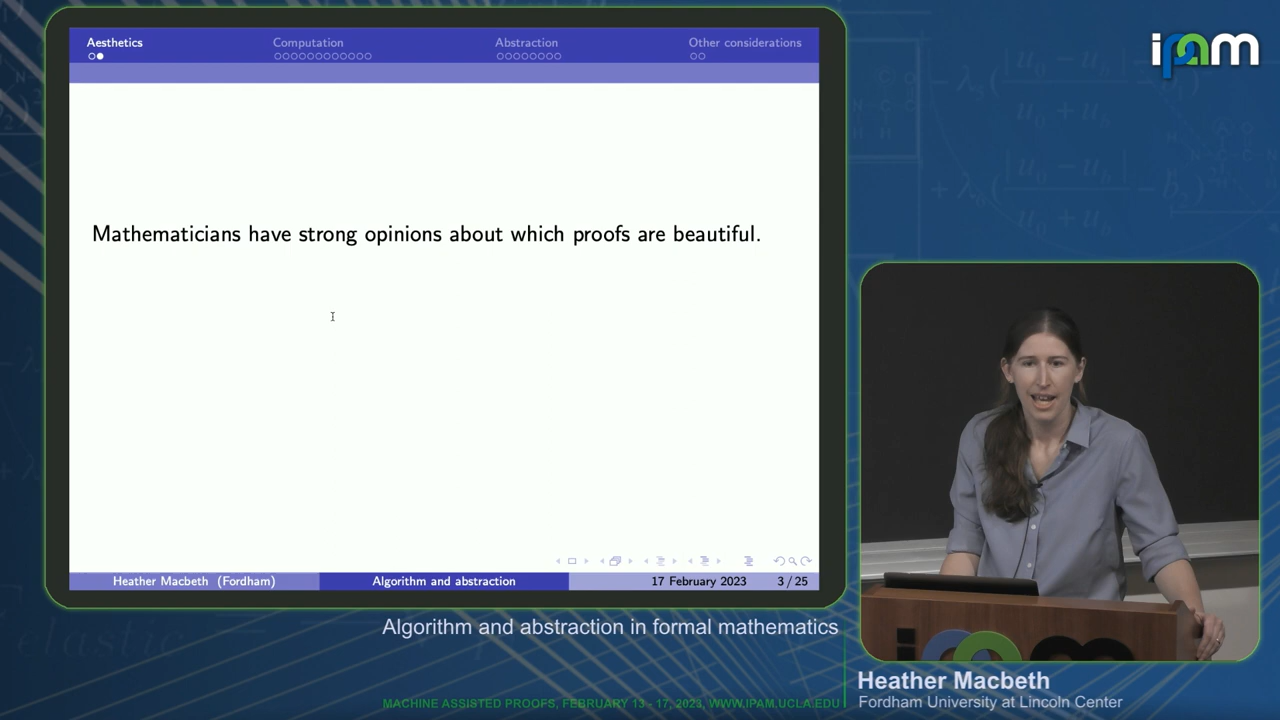 Aesthetics
Computation
Abstraction
Other considerations
ipam
Mathematicians have strong opinions about which proofs are beautiful.
Heather Macbeth (Fordham)
Algorithm and abstraction
17 February 2023
3 / 25
Algorithm and abstraction in formal mathematics
Heather Macbeth
Fordham University at Lincoln Center
MACHINE ASSISTED PROOFS, FEBRUARY 13 - 17, 2023, WWW.IPAM.UCLA.EDU